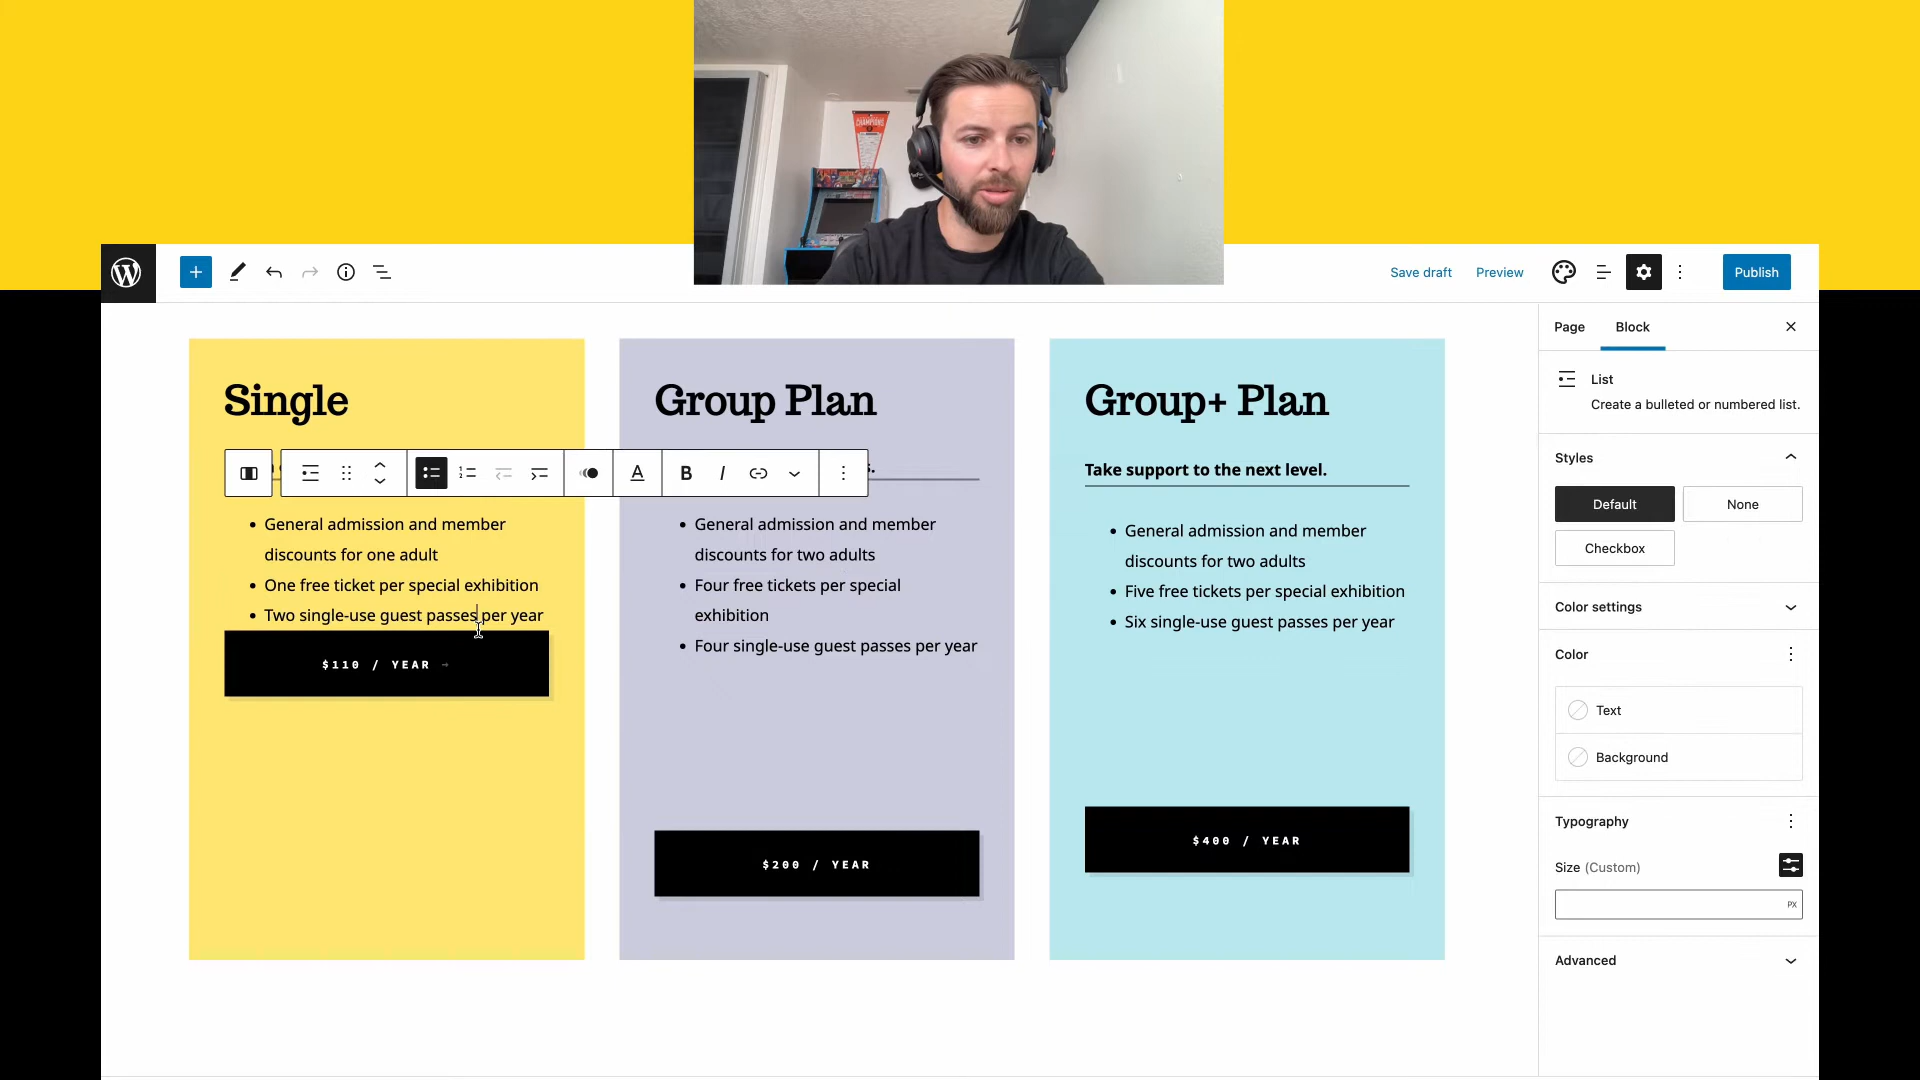 CHAMPIONS
Save draft
Preview
Publish
Page
Block
List
Create a bulleted or numbered list.
Styles
Default
None
Checkbox
Color settings
Color
Text
Background
Typography
Size (Custom)
PX
Advanced
Single
General admission and member
discounts for one adult
One free ticket per special exhibition
Two single-use guest passes per year
$110 / YEAR →
Group Plan
General admission and member
discounts for two adults
Four free tickets per special
exhibition
Four single-use guest passes per year
$200 / YEAR
Group+ Plan
Take support to the next level.
General admission and member
discounts for two adults
Five free tickets per special exhibition
Six single-use guest passes per year
$400 / YEAR